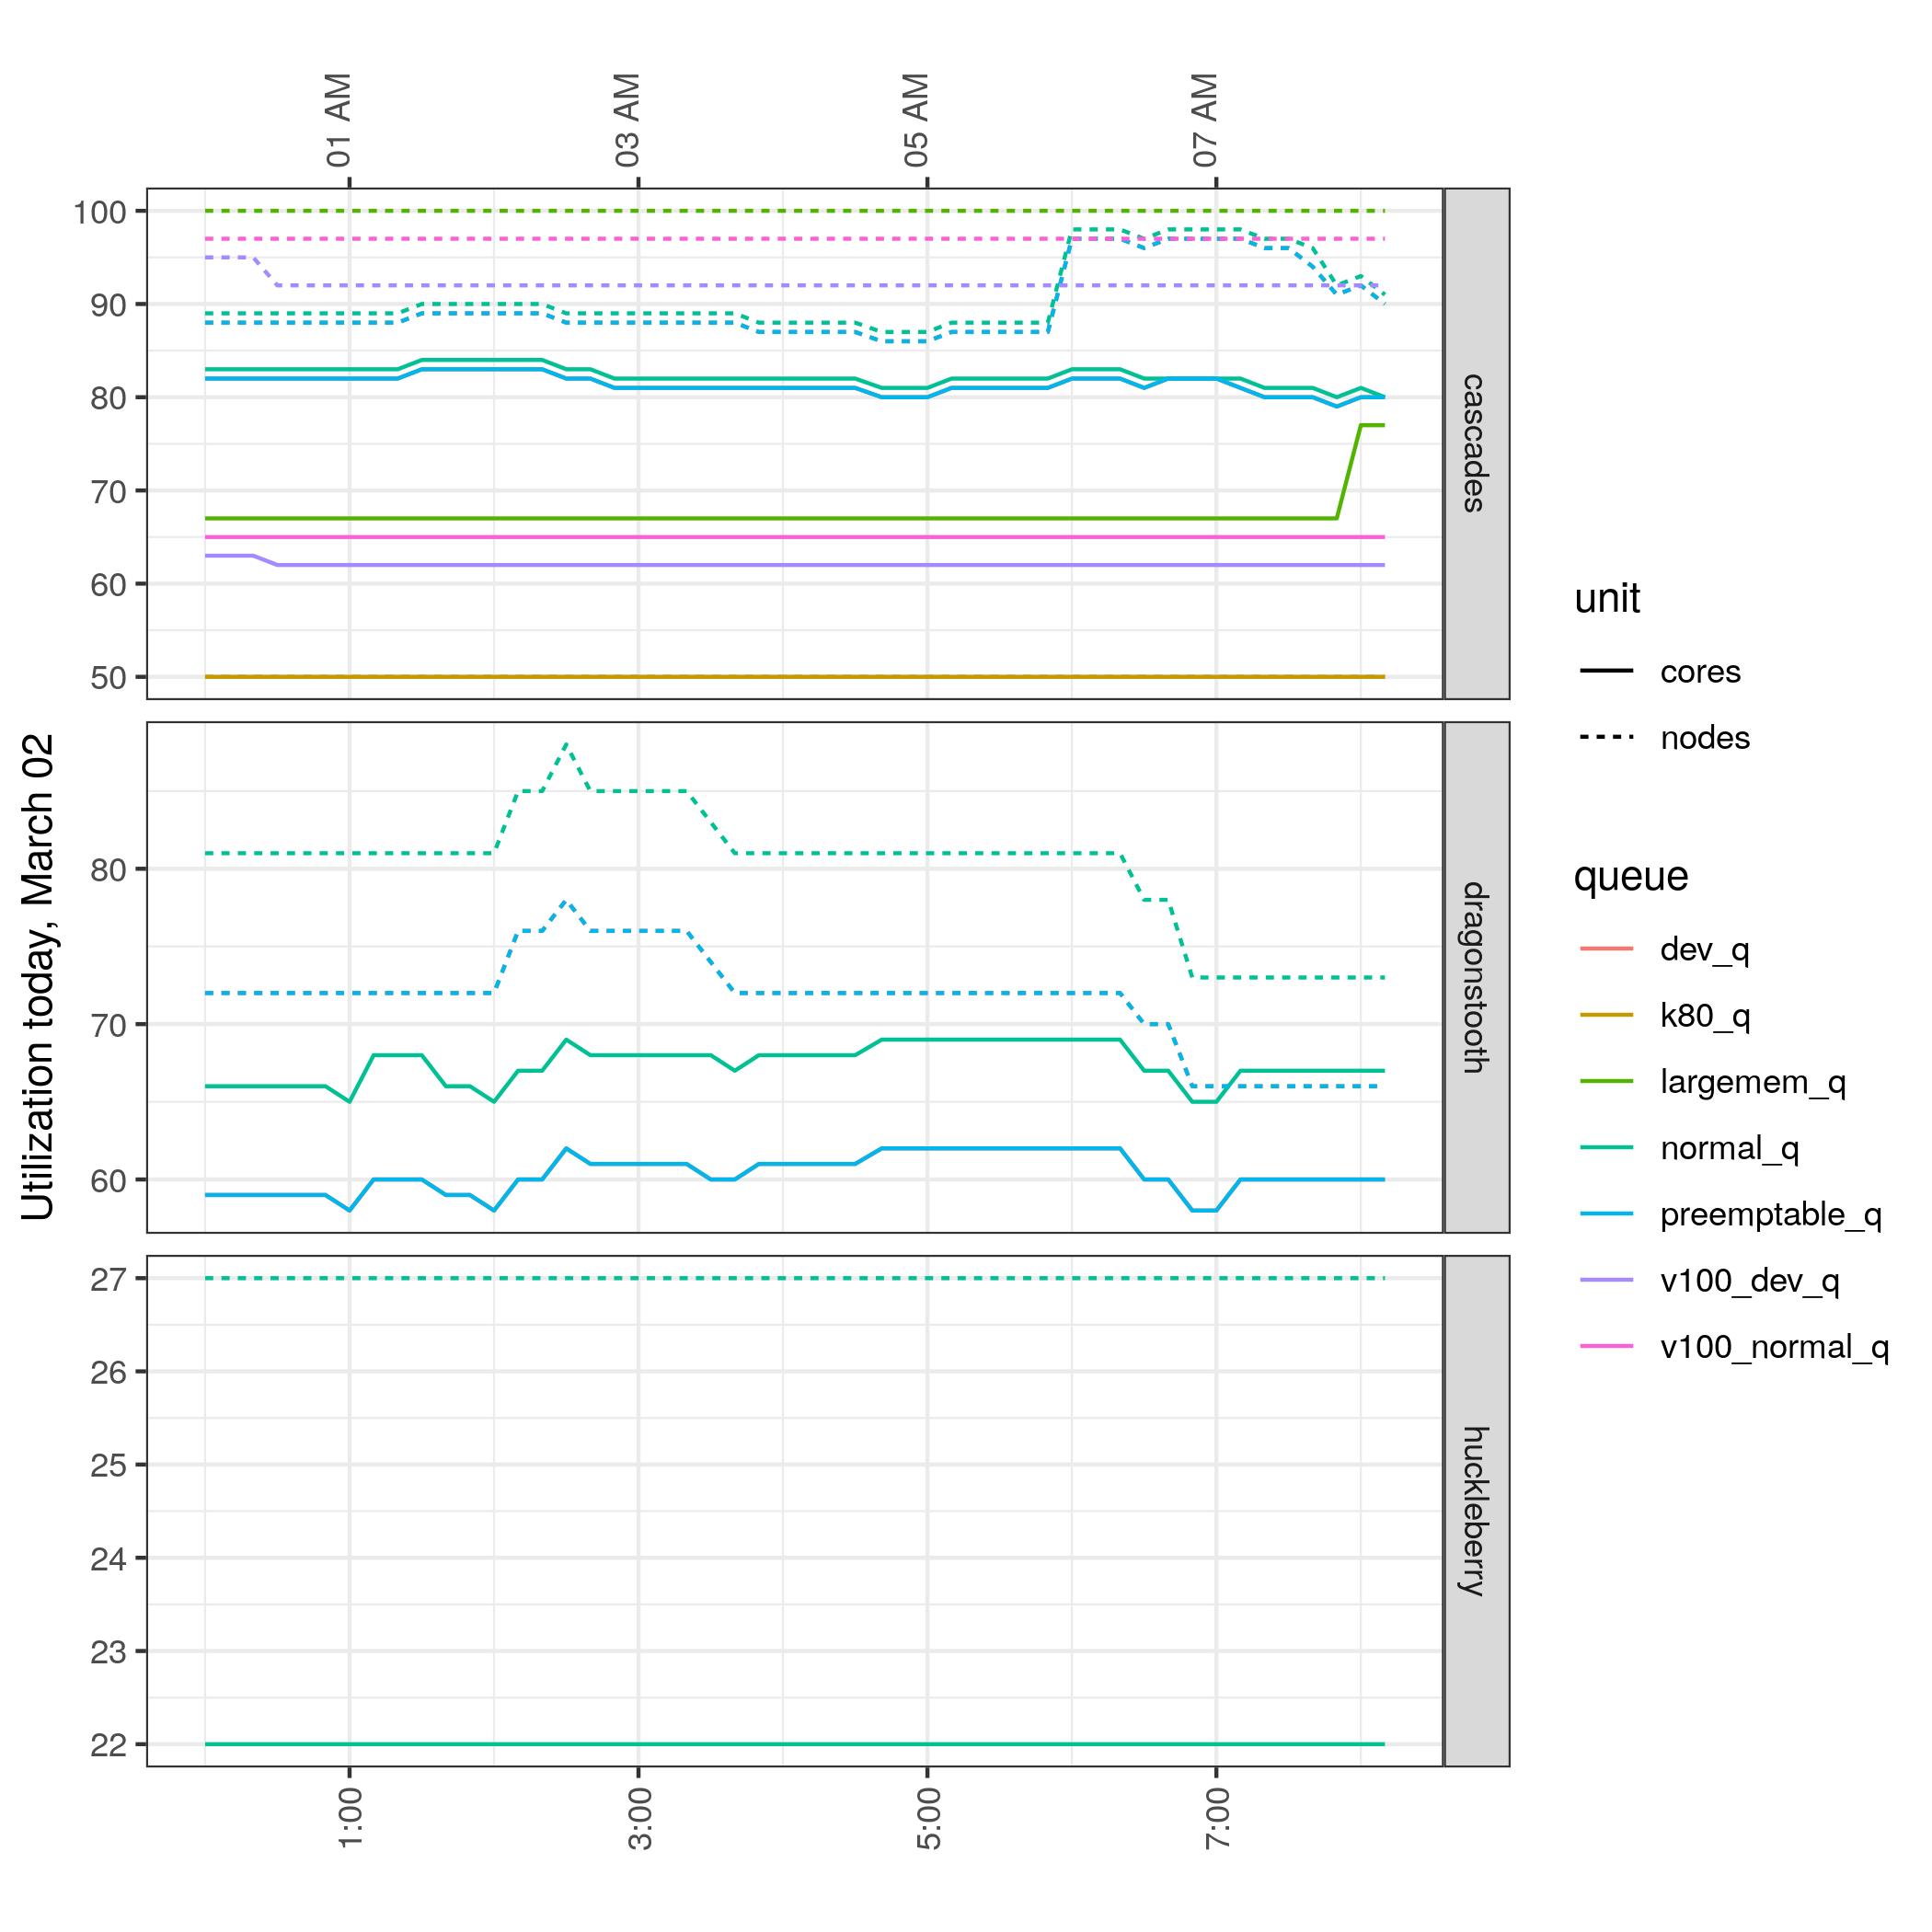 01 AM
03 AM
05 AM
07 AM
100
90
80
70
60
50
cascades
Utilization today, March 02
80
70
60
dragonstooth
27
26
25
24
23
22
huckleberry
1:00
3:00
5:00
7:00
unit
cores
nodes
queue
dev_q
k80_q
largemem_q
normal_q
preemptable_q
v100_dev_q
v100_normal_q